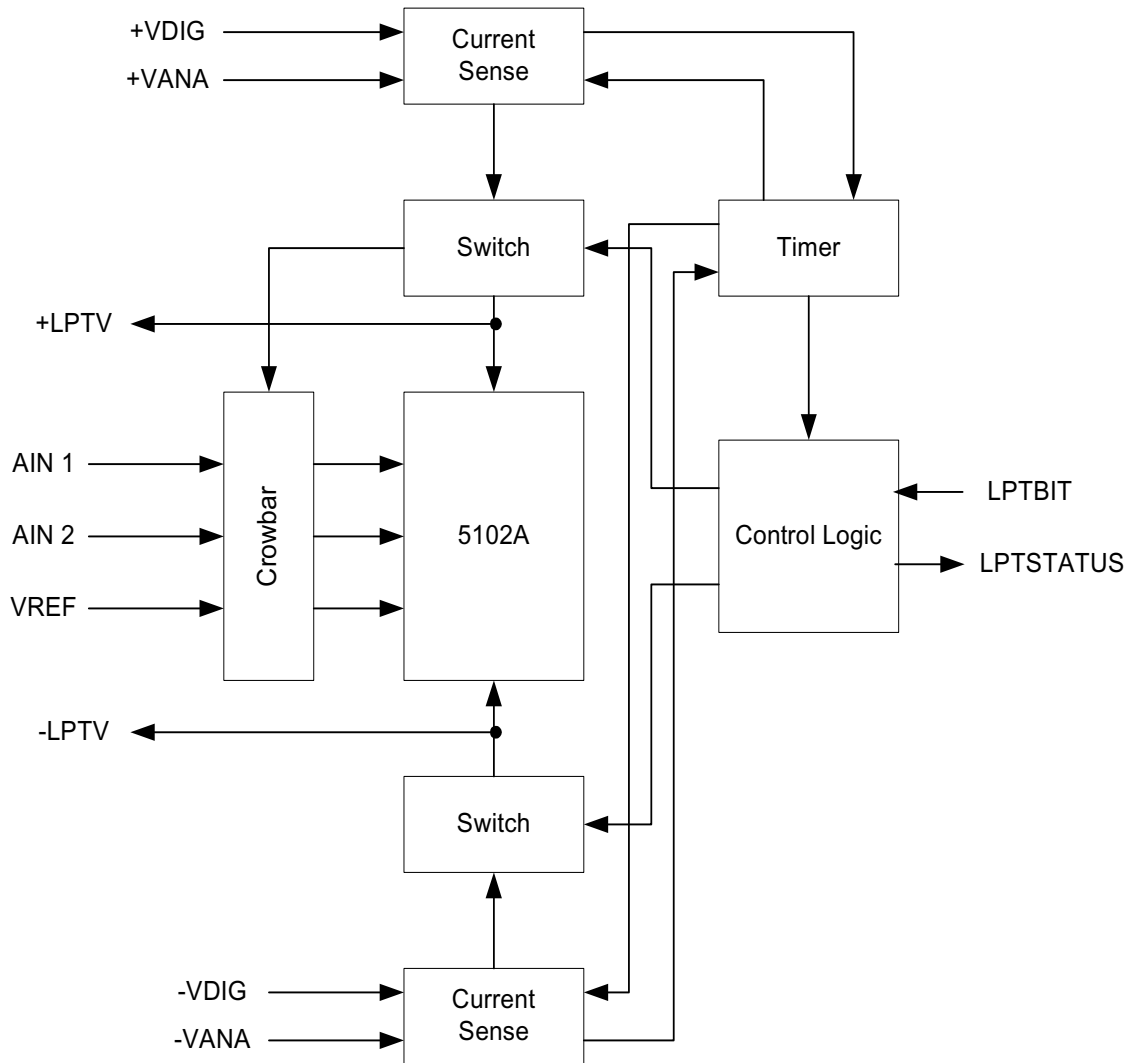 +VDIG
+VANA
Current
Sense
Switch
Timer
+LPTV
AIN 1
AIN 2
VREF
Crowbar
5102A
Control Logic
LPTBIT
LPTSTATUS
-LPTV
Switch
-VDIG
-VANA
Current
Sense